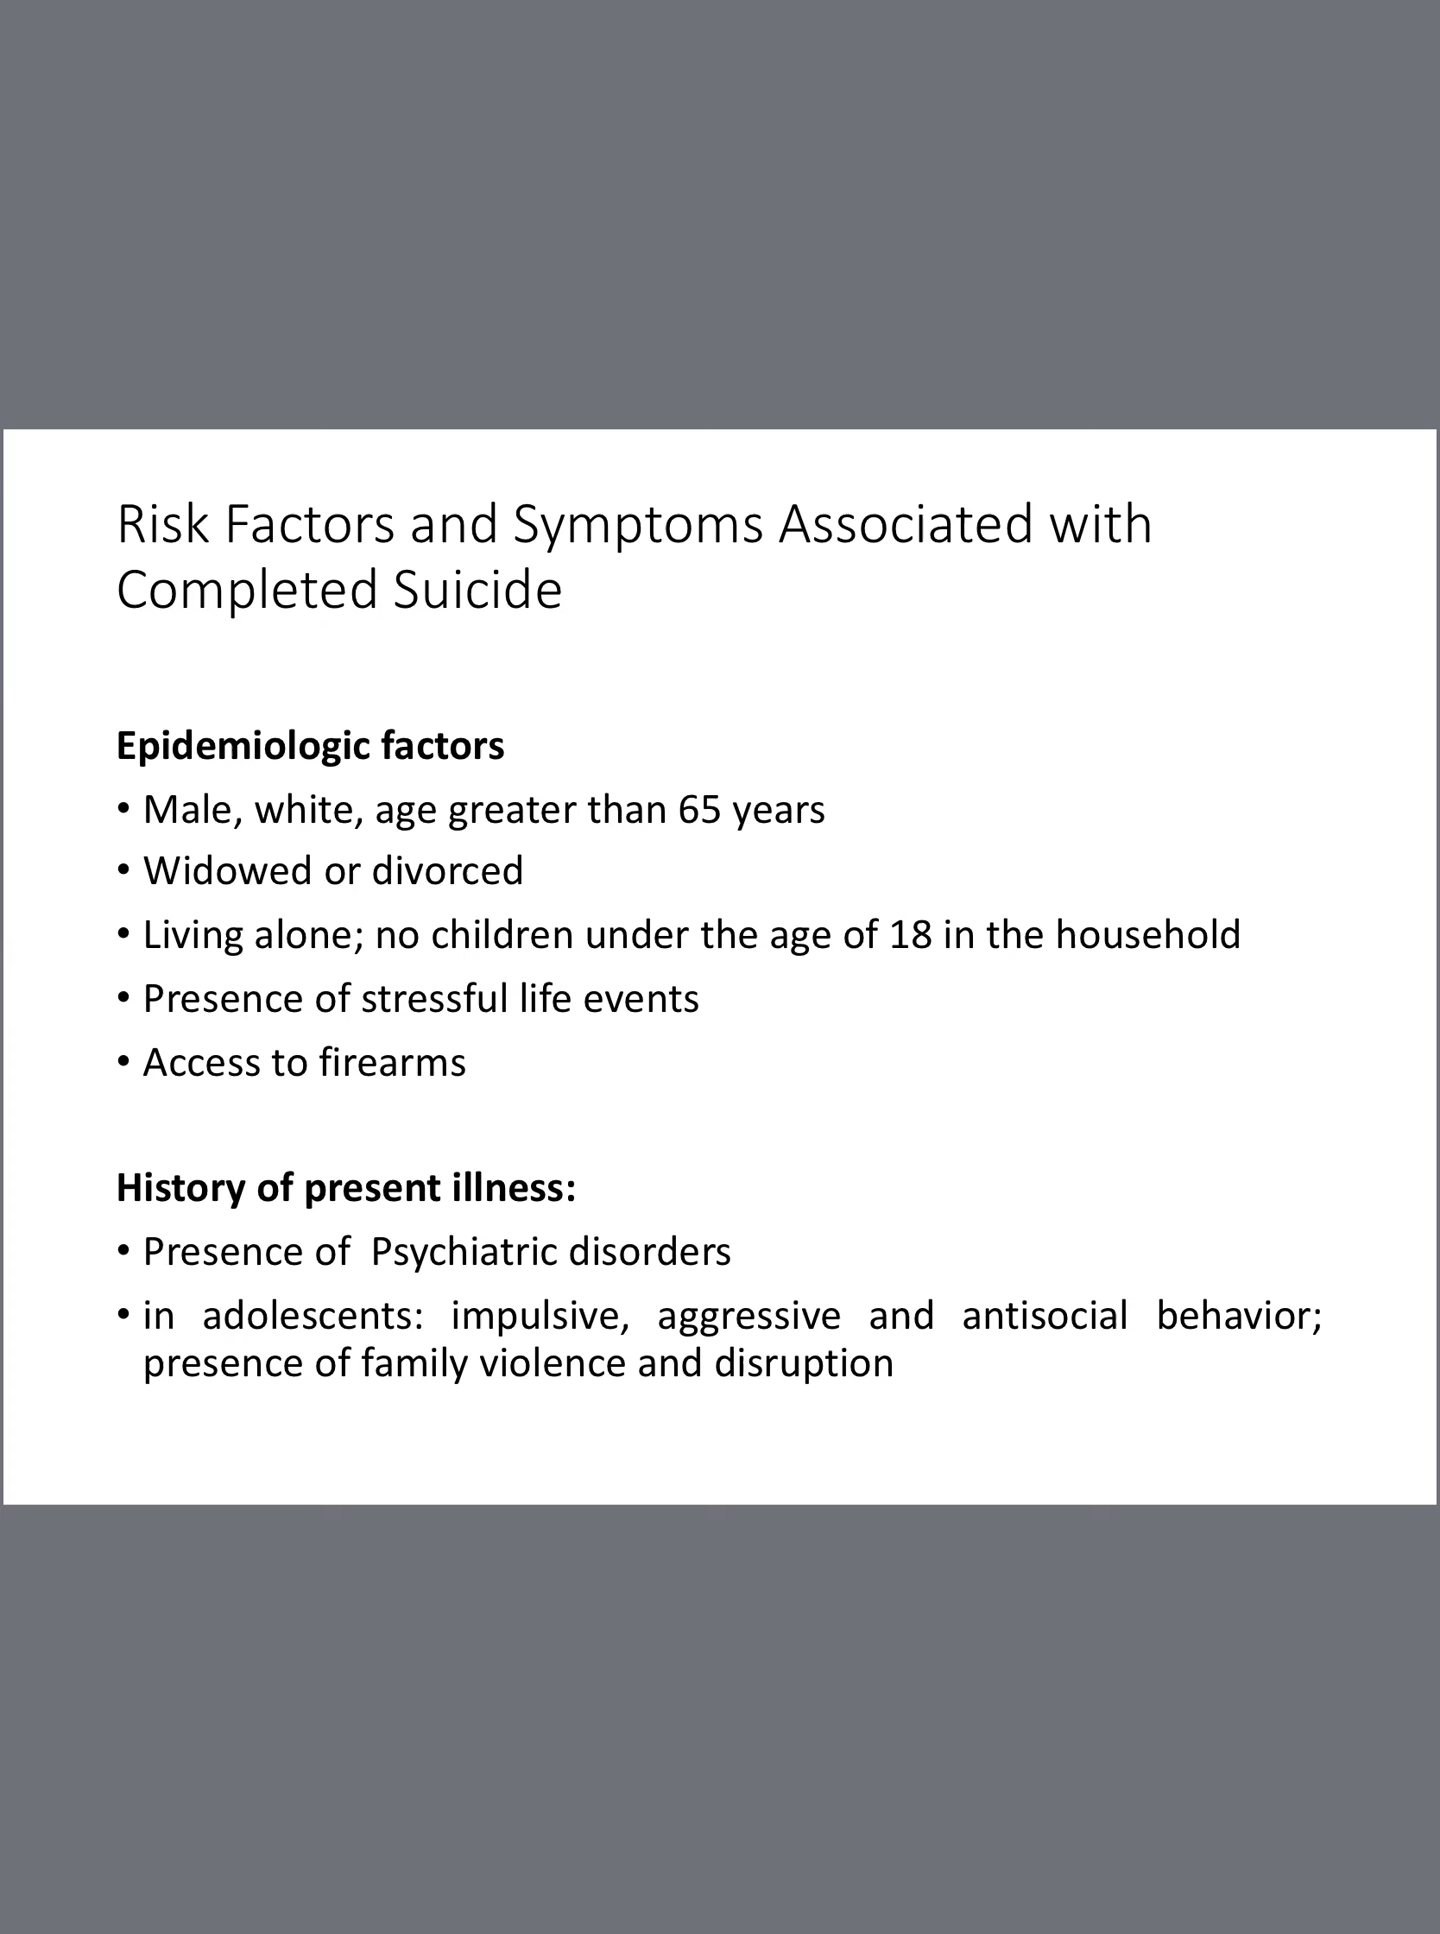 Risk Factors and Symptoms Associated with
Completed Suicide
Epidemiologic factors
• Male, white, age greater than 65 years
• Widowed or divorced
• Living alone; no children under the age of 18 in the household
• Presence of stressful life events
• Access to firearms
History of present illness:
• Presence of  Psychiatric disorders
• in adolescents: impulsive, aggressive and antisocial behavior;
presence of family violence and disruption